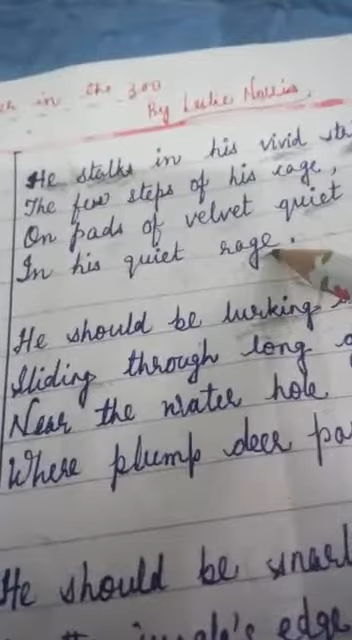 in the zoo
By Leslie Norris,
He stalks in his vivid
The few steps of his cage,
On pads of velvet quiet
In his quiet rage.
He should be lurking
Sliding through long
Near the water hole
Where plump deer
He should be snarl
jungle's edge